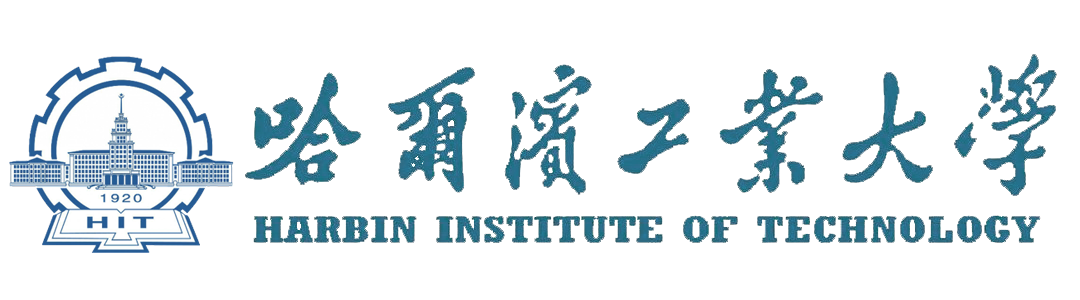 1920
HIT
哈爾濱工業大學
HARBIN INSTITUTE OF TECHNOLOGY